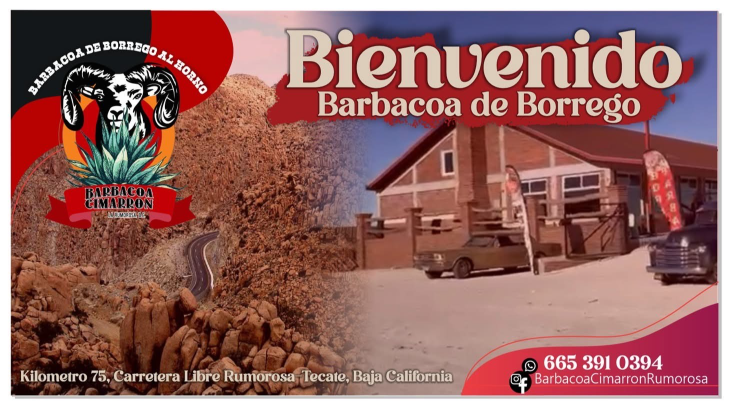 BARBACOA DE BORREGO AL HORNO
BARBACOA
CIMARRÓN
Bienvenido
Barbacoa de Borrego
665 391 0394
BarbacoaCimarronRumorosa
Kilometro 75, Carretera Libre Rumorosa Tecate, Baja California